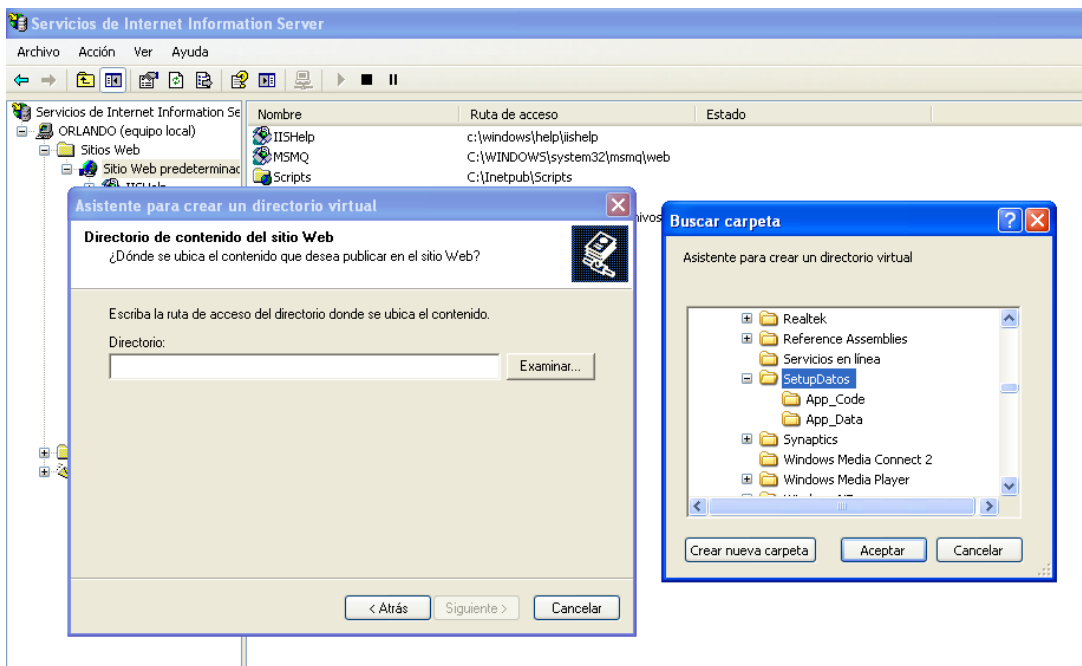 Servicios de Internet Information Server
Archivo Acción Ver Ayuda
Servicios de Internet Information Se
ORLANDO (equipo local)
Sitios Web
Sitio Web predeterminac
IISHelp
Nombre Ruta de acceso Estado
IISHelp c:\windows\help\iishelp
MSMQ C:\WINDOWS\system32\msmq\web
Scripts C:\Inetpub\Scripts
Asistente para crear un directorio virtual
Directorio de contenido del sitio Web
¿Dónde se ubica el contenido que desea publicar en el sitio Web?
Escriba la ruta de acceso del directorio donde se ubica el contenido.
Directorio:
Examinar...
< Atrás Siguiente > Cancelar
Buscar carpeta
Asistente para crear un directorio virtual
Realtek
Reference Assemblies
Servicios en línea
SetupDatos
App_Code
App_Data
Synaptics
Windows Media Connect 2
Windows Media Player
Crear nueva carpeta Aceptar Cancelar